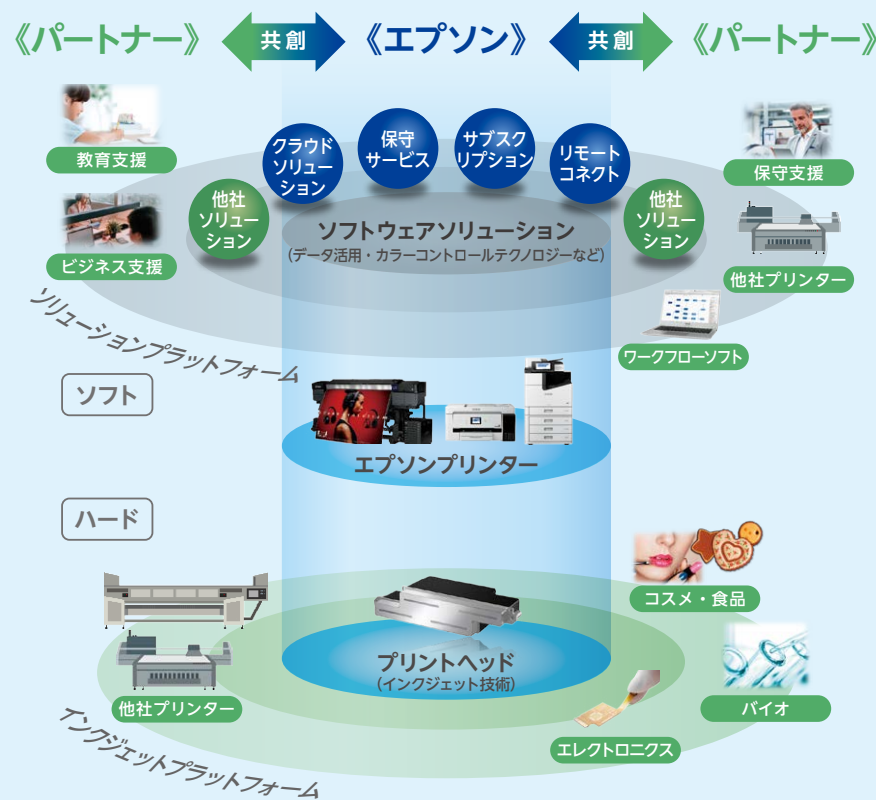 《パートナー》
共創
《エプソン》
共創
《パートナー》
教育支援
ビジネス支援
他社
ソリュー
ション
クラウド
ソリュー
ション
保守
サービス
サブスク
リプション
リモート
コネクト
他社
ソリュー
ション
保守支援
他社プリンター
ワークフローソフト
ソフトウェアソリューション
(データ活用・カラーコントロールテクノロジーなど)
ソリューションプラットフォーム
ソフト
エプソンプリンター
ハード
他社プリンター
プリントヘッド
(インクジェット技術)
コスメ・食品
バイオ
エレクトロニクス
インクジェットプラットフォーム